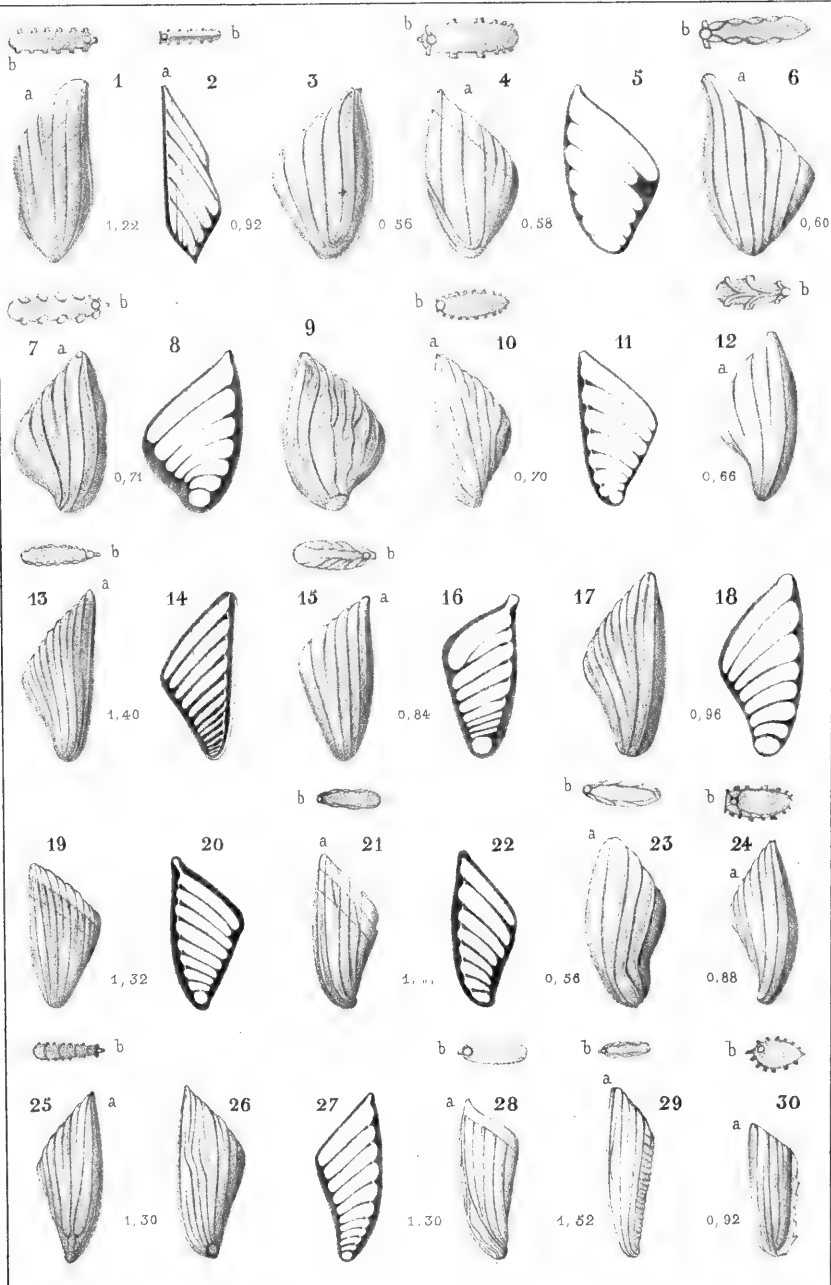 b b b b
b
1 2 3 4 5 6
a a a a
1,22 0,92 0 56 0,58 0,60
b b b
7 a 8 9 10 11 12
a a
0,71 0,70 0,66
b b
13 a 14 15 a 16 17 18
1,40 0,84 0,96
b b b
19 20 21 22 23 24
a a a
1,32 1, 0,56 0,88
b b b b
25 a 26 27 a 28 a 29 30
a
1,30 1.30 1,52 0,92